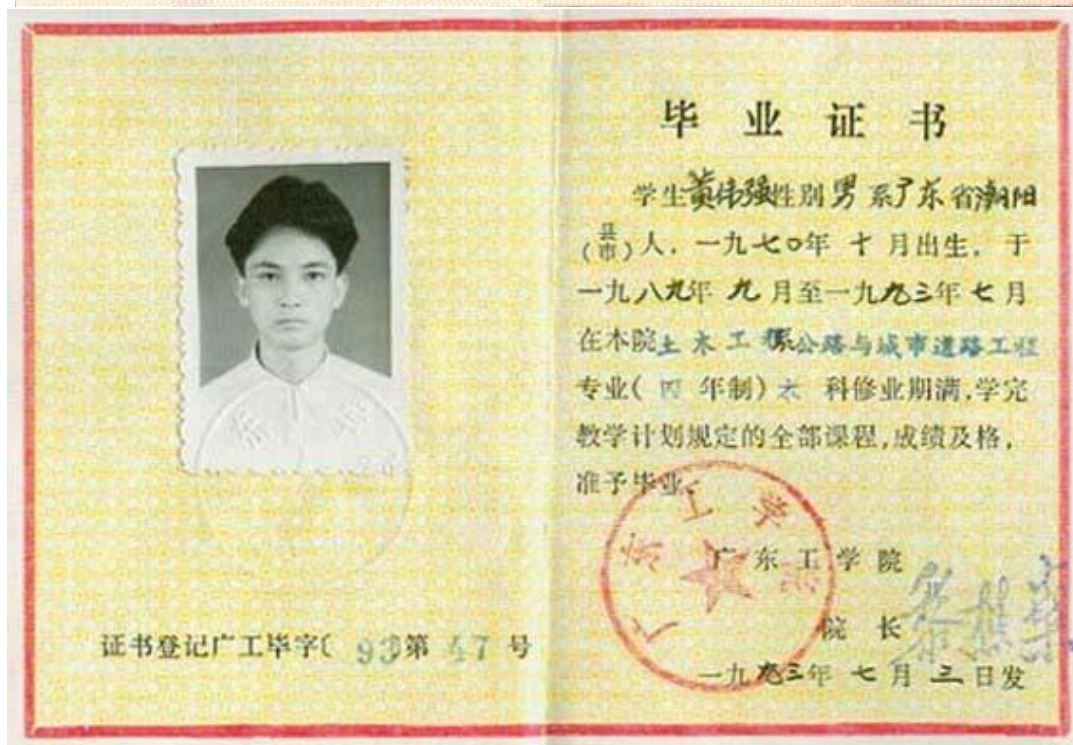 证书登记广工毕字〔93〕第 47 号
毕业证书
学生黄伟强性别男系广东省潮阳
(县市)人,一九七〇年十月出生,于
一九八九年九月至一九九三年七月
在本院土木工程系公路与城市道路工程
专业(四年制)本科修业期满,学完
教学计划规定的全部课程,成绩及格,
准予毕业。
广东工学院
广东工学院
院长
一九九三年七月三日发